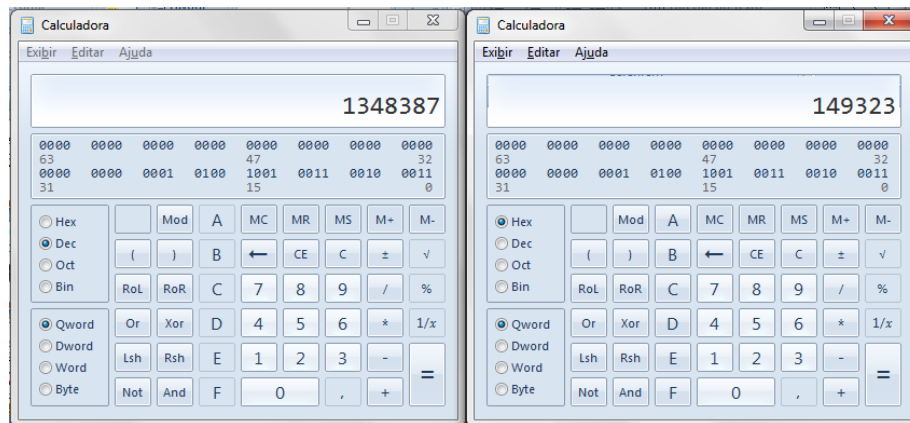 Calculadora
Exibir Editar Ajuda
1348387
0000 0000 0000 0000 0000 0000 0000 0000
63 47 32
0000 0000 0001 0100 1001 0011 0010 0011
31 15 0
Hex Mod A MC MR MS M+ M-
Dec ( ) B ← CE C ± √
Oct
Bin RoL RoR C 7 8 9 / %
Qword Or Xor D 4 5 6 * 1/x
Dword
Word Lsh Rsh E 1 2 3 - =
Byte Not And F 0 , +
Calculadora
Exibir Editar Ajuda
149323
0000 0000 0000 0000 0000 0000 0000 0000
63 47 32
0000 0000 0001 0100 1001 0011 0010 0011
31 15 0
Hex Mod A MC MR MS M+ M-
Dec ( ) B ← CE C ± √
Oct
Bin RoL RoR C 7 8 9 / %
Qword Or Xor D 4 5 6 * 1/x
Dword
Word Lsh Rsh E 1 2 3 - =
Byte Not And F 0 , +